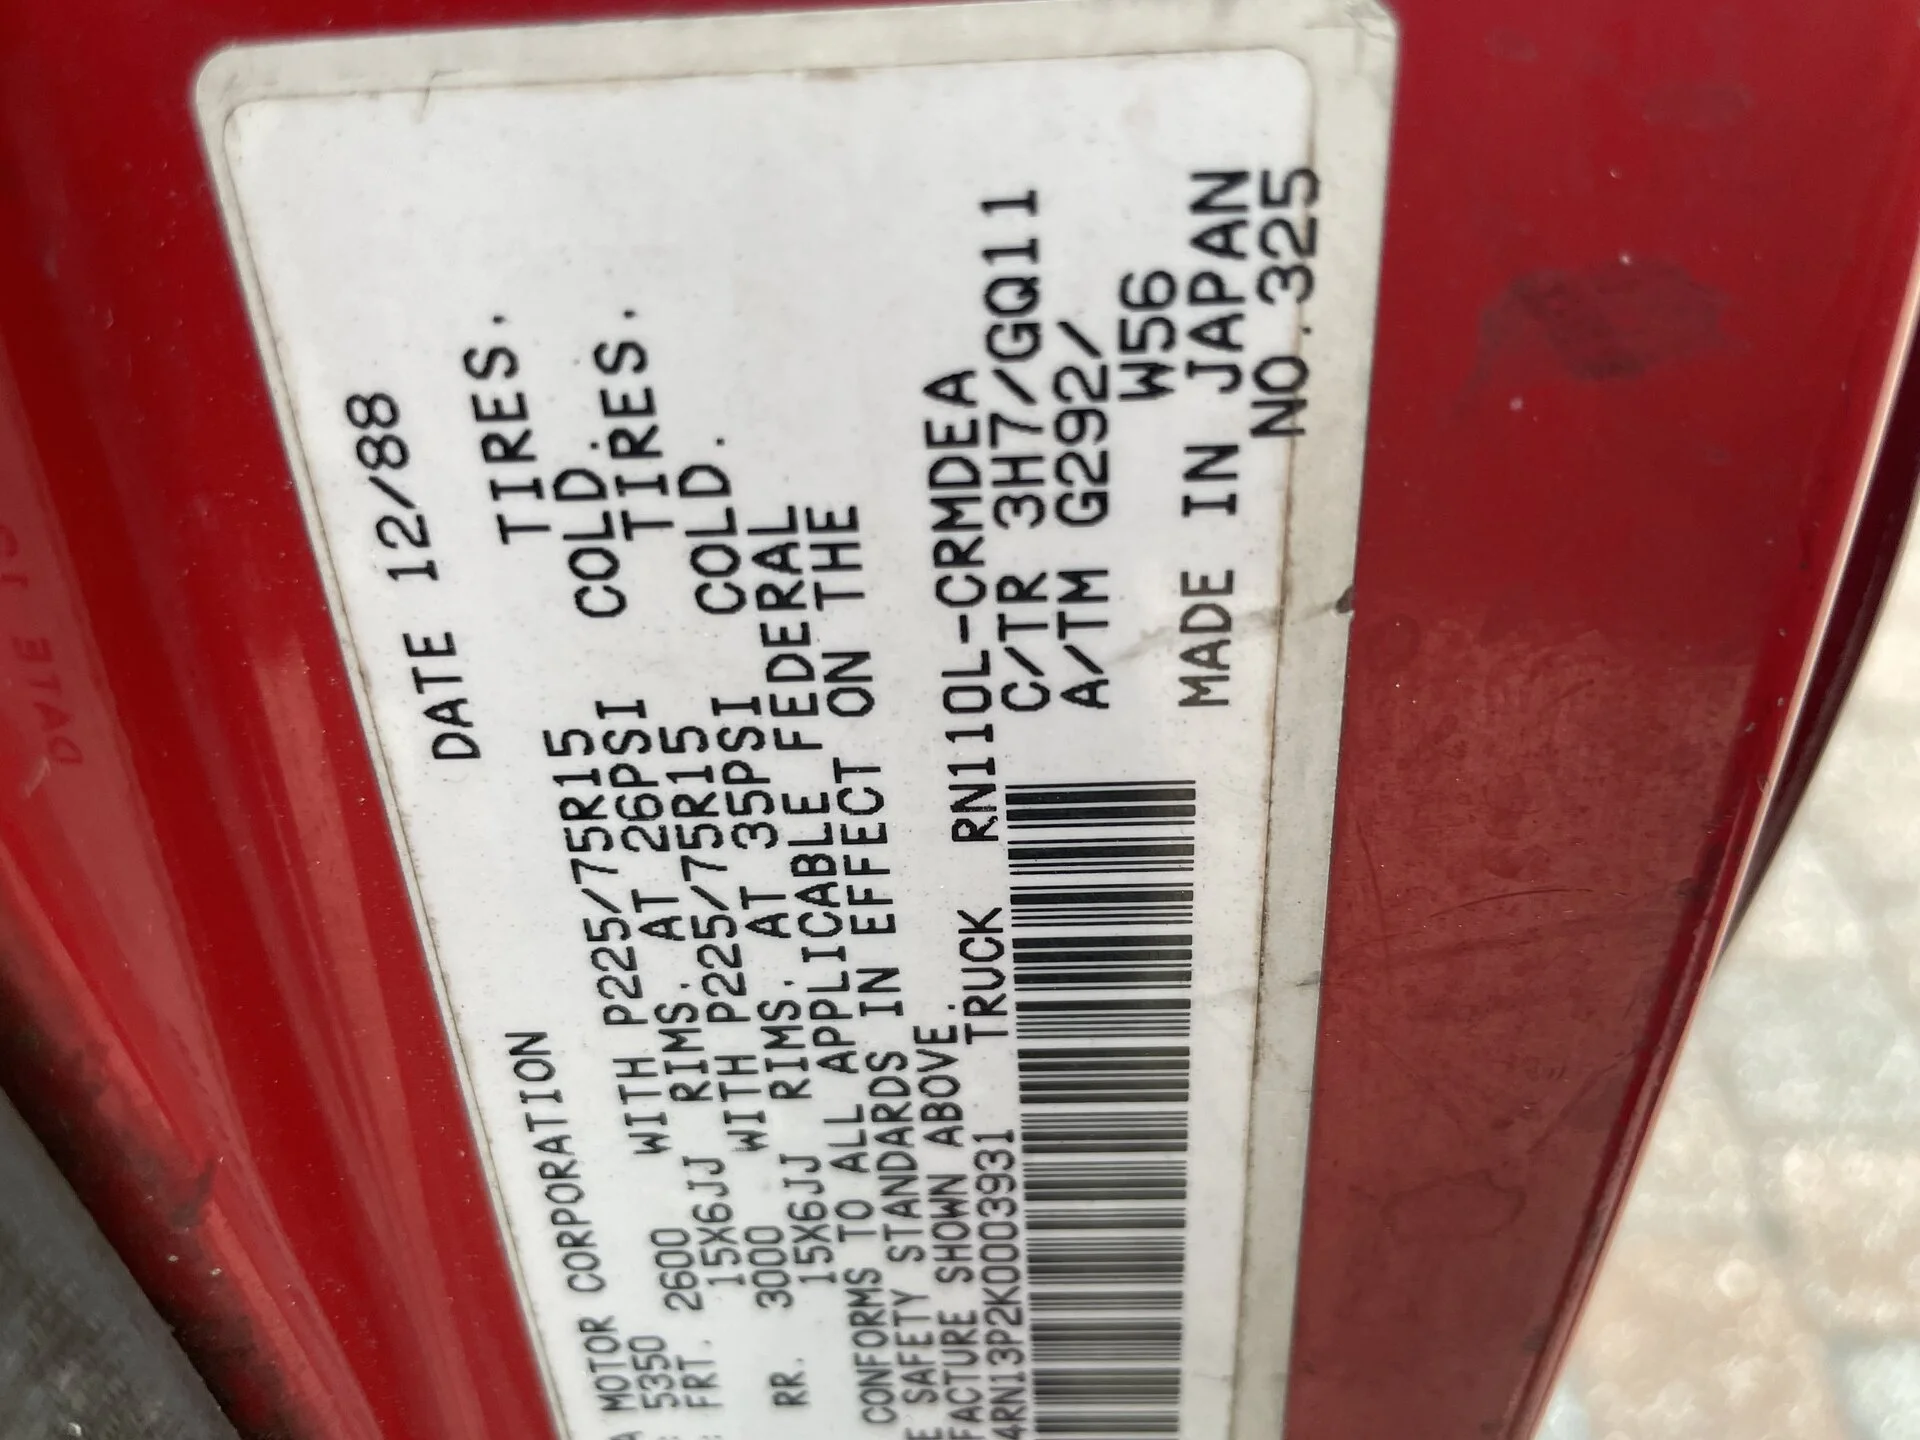 A MOTOR CORPORATION DATE 12/88
: 5350
: FRT. 2600 WITH P225/75R15 TIRES.
15X6JJ RIMS. AT 26PSI COLD.
RR. 3000 WITH P225/75R15 TIRES.
15X6JJ RIMS. AT 35PSI COLD.
CONFORMS TO ALL APPLICABLE FEDERAL
E SAFETY STANDARDS IN EFFECT ON THE
FACTURE SHOWN ABOVE.
4RN13P2K0003931 TRUCK RN110L-CRMDEA
C/TR 3H7/GQ11
A/TM G292/
W56
MADE IN JAPAN
NO. 325